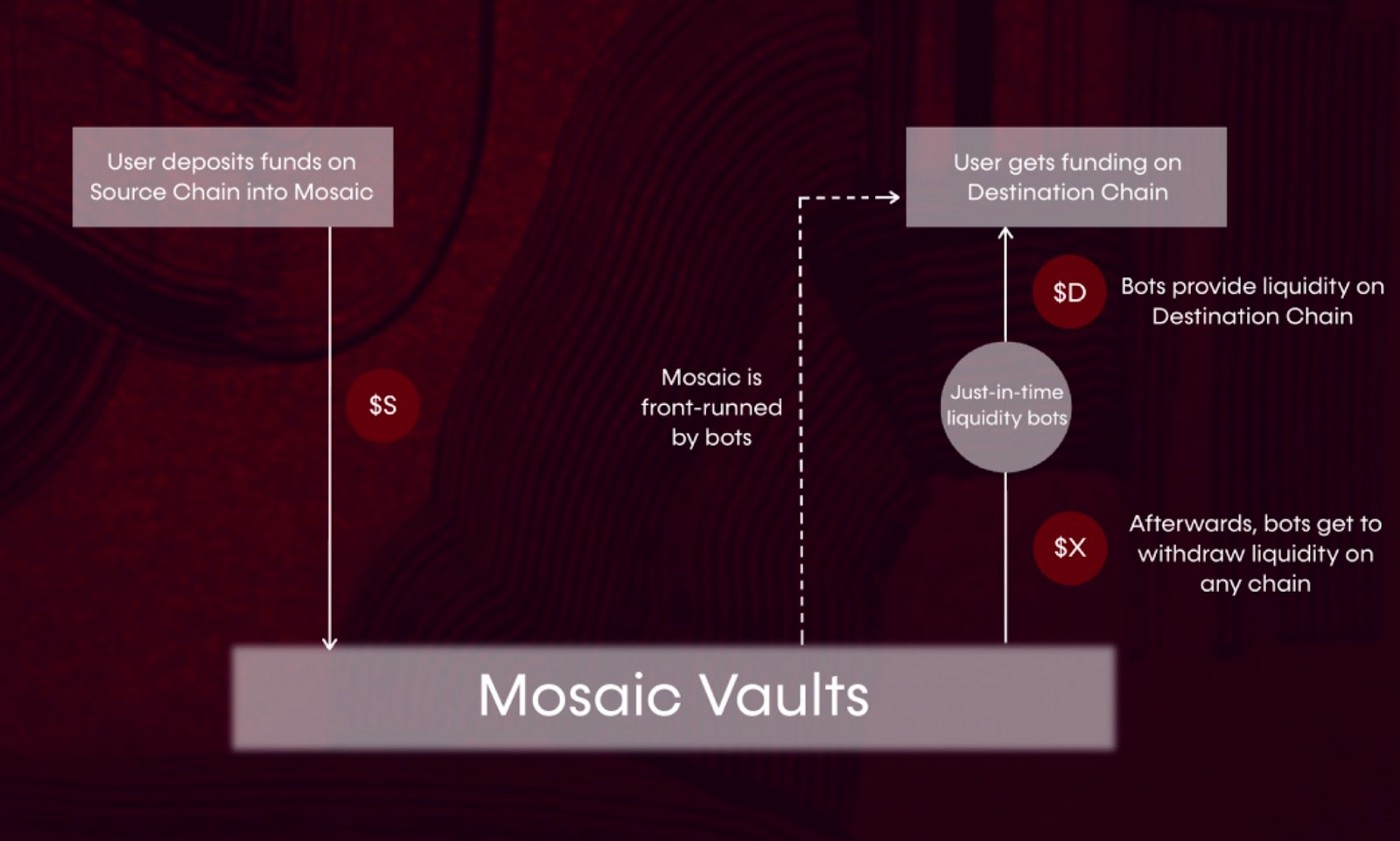 User deposits funds on
Source Chain into Mosaic
User gets funding on
Destination Chain
$D
Bots provide liquidity on
Destination Chain
$S
Mosaic is
front-runned
by bots
Just-in-time
liquidity bots
$X
Afterwards, bots get to
withdraw liquidity on
any chain
Mosaic Vaults